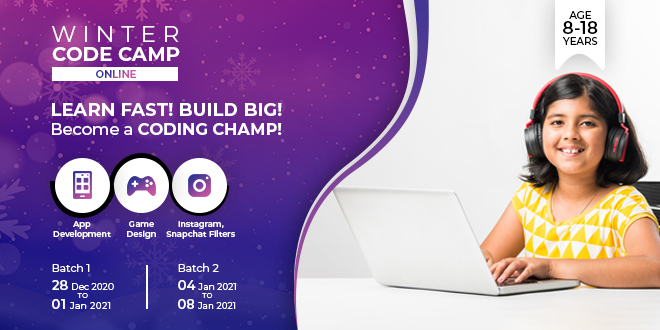 WINTER
CODE CAMP
ONLINE
LEARN FAST! BUILD BIG!
Become a CODING CHAMP!
App
Development
Game
Design
Instagram,
Snapchat Filters
Batch 1
28 Dec 2020
TO
01 Jan 2021
Batch 2
04 Jan 2021
TO
08 Jan 2021
AGE
8-18
YEARS